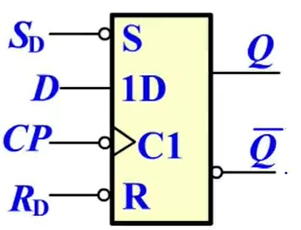 S_D S Q
D 1D
CP C1
R_D R Q̅